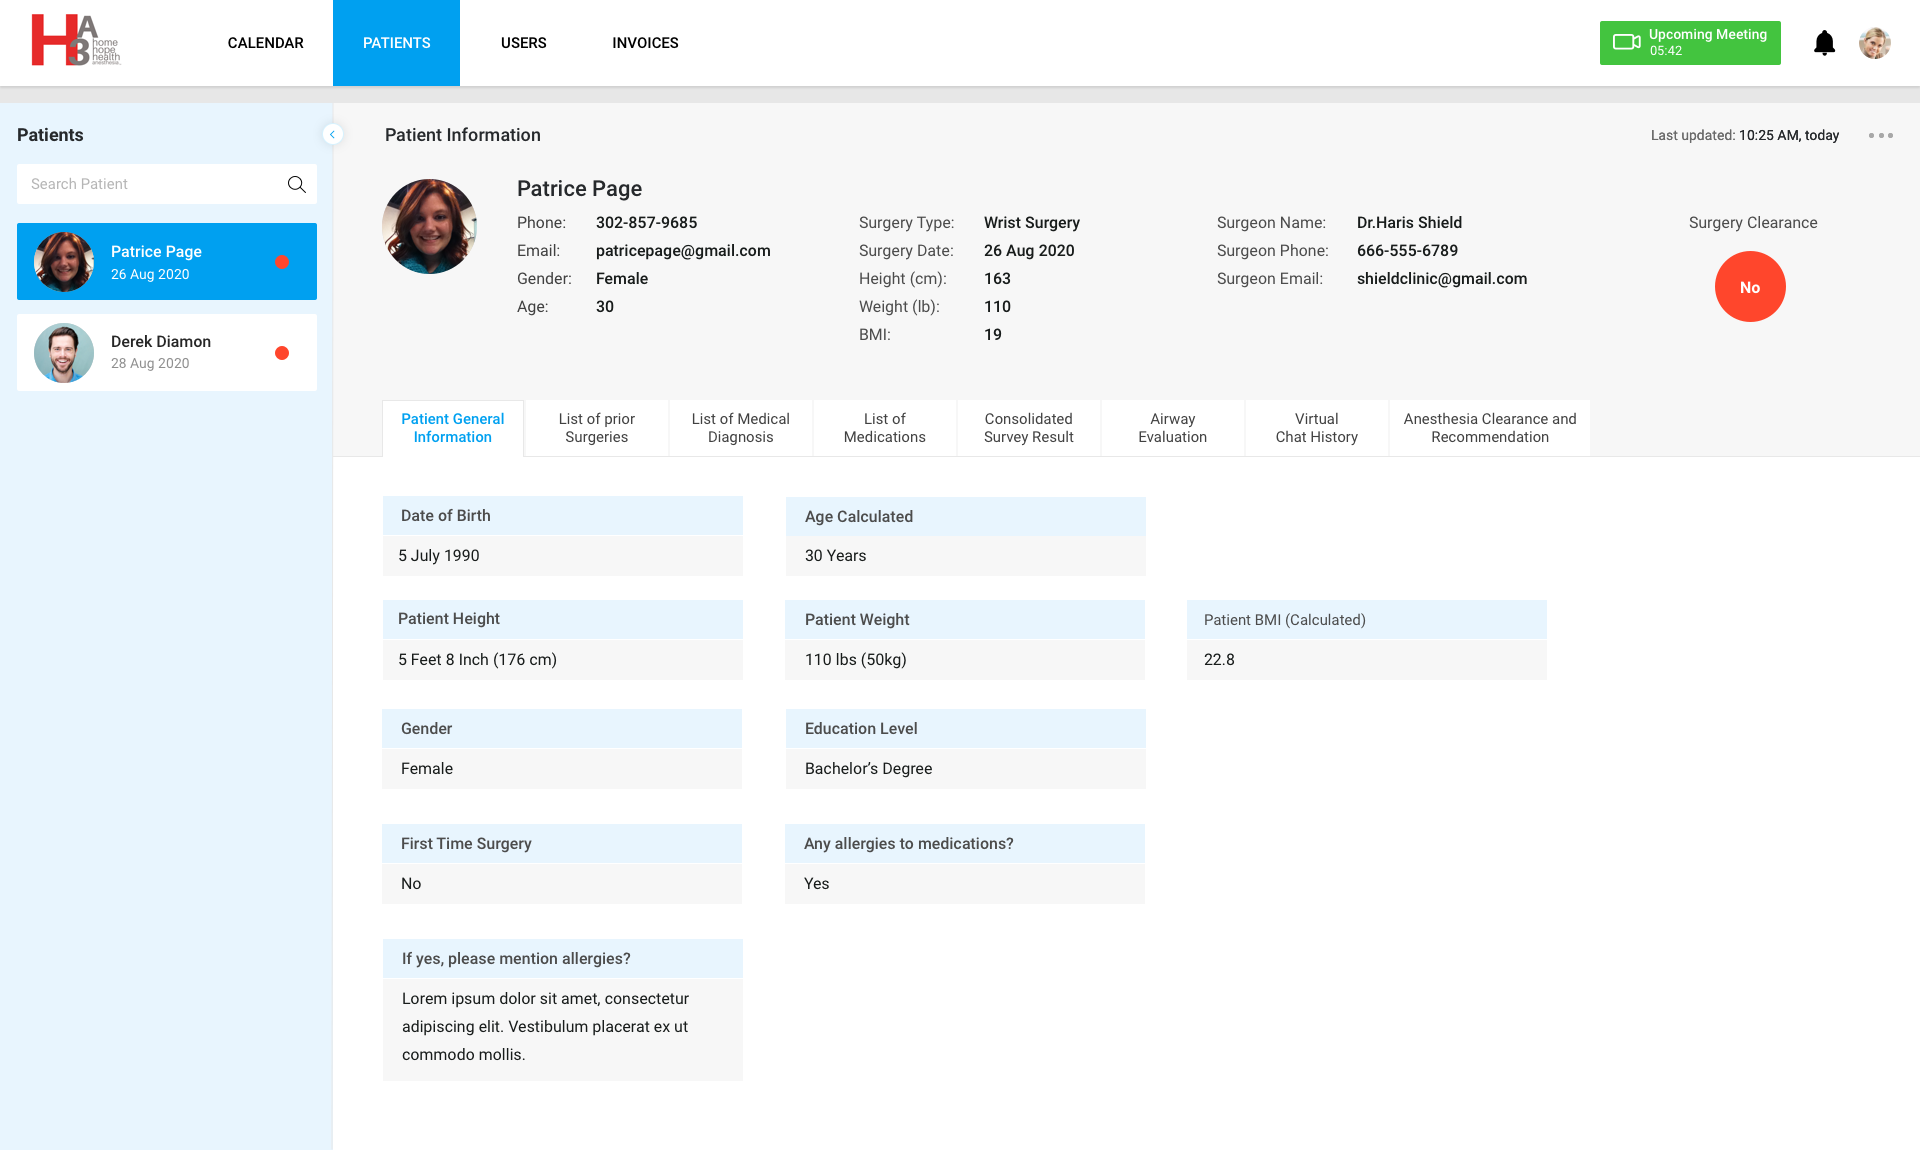 HA3 home
hope
health
anesthesia
CALENDAR
PATIENTS
USERS
INVOICES
Upcoming Meeting
05:42
Patients
Search Patient
Patrice Page
26 Aug 2020
Derek Diamon
28 Aug 2020
Patient Information
Last updated: 10:25 AM, today
Patrice Page
Phone: 302-857-9685
Email: patricepage@gmail.com
Gender: Female
Age: 30
Surgery Type: Wrist Surgery
Surgery Date: 26 Aug 2020
Height (cm): 163
Weight (lb): 110
BMI: 19
Surgeon Name: Dr.Haris Shield
Surgeon Phone: 666-555-6789
Surgeon Email: shieldclinic@gmail.com
Surgery Clearance
No
Patient General
Information
List of prior
Surgeries
List of Medical
Diagnosis
List of
Medications
Consolidated
Survey Result
Airway
Evaluation
Virtual
Chat History
Anesthesia Clearance and
Recommendation
Date of Birth
5 July 1990
Age Calculated
30 Years
Patient Height
5 Feet 8 Inch (176 cm)
Patient Weight
110 lbs (50kg)
Patient BMI (Calculated)
22.8
Gender
Female
Education Level
Bachelor’s Degree
First Time Surgery
No
Any allergies to medications?
Yes
If yes, please mention allergies?
Lorem ipsum dolor sit amet, consectetur
adipiscing elit. Vestibulum placerat ex ut
commodo mollis.